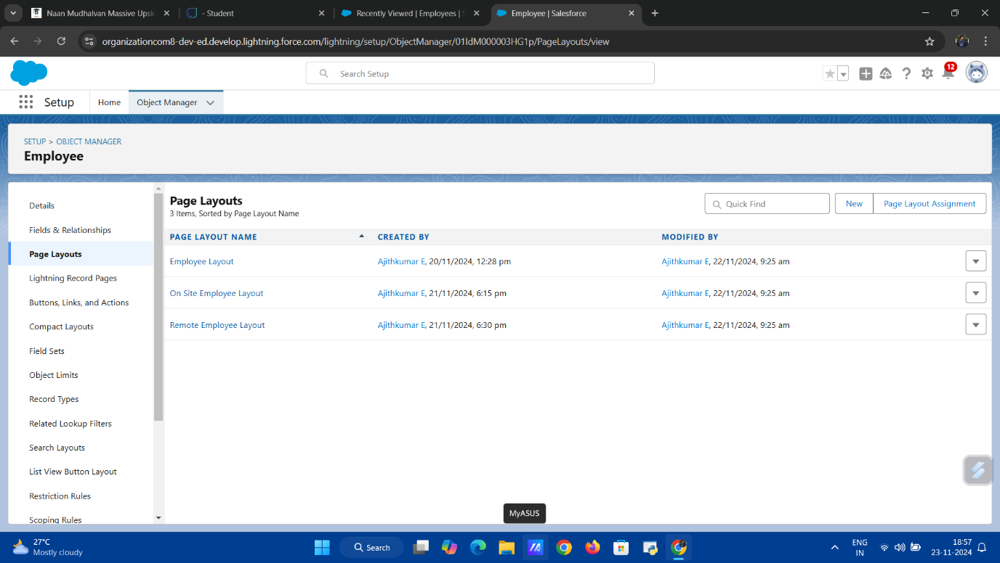 Naan Mudhalvan Massive Upsk
- Student
Recently Viewed | Employees |
Employee | Salesforce
organizationcom8-dev-ed.develop.lightning.force.com/lightning/setup/ObjectManager/01IdM000003HG1p/PageLayouts/view
Search Setup
12
Setup
Home
Object Manager
SETUP > OBJECT MANAGER
Employee
Details
Fields & Relationships
Page Layouts
Lightning Record Pages
Buttons, Links, and Actions
Compact Layouts
Field Sets
Object Limits
Record Types
Related Lookup Filters
Search Layouts
List View Button Layout
Restriction Rules
Scoping Rules
Page Layouts
3 Items, Sorted by Page Layout Name
Quick Find
New
Page Layout Assignment
PAGE LAYOUT NAME CREATED BY MODIFIED BY
Employee Layout Ajithkumar E, 20/11/2024, 12:28 pm Ajithkumar E, 22/11/2024, 9:25 am
On Site Employee Layout Ajithkumar E, 21/11/2024, 6:15 pm Ajithkumar E, 22/11/2024, 9:25 am
Remote Employee Layout Ajithkumar E, 21/11/2024, 6:30 pm Ajithkumar E, 22/11/2024, 9:25 am
MyASUS
27°C
Mostly cloudy
Search
ENG
IN
18:57
23-11-2024